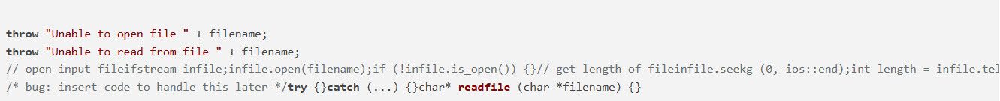 throw "Unable to open file " + filename;
throw "Unable to read from file " + filename;
// open input fileifstream infile;infile.open(filename);if (!infile.is_open()) {}// get length of fileinfile.seekg (0, ios::end);int length = infile.tel
/* bug: insert code to handle this later */try {}catch (...) {}char* readfile (char *filename) {}